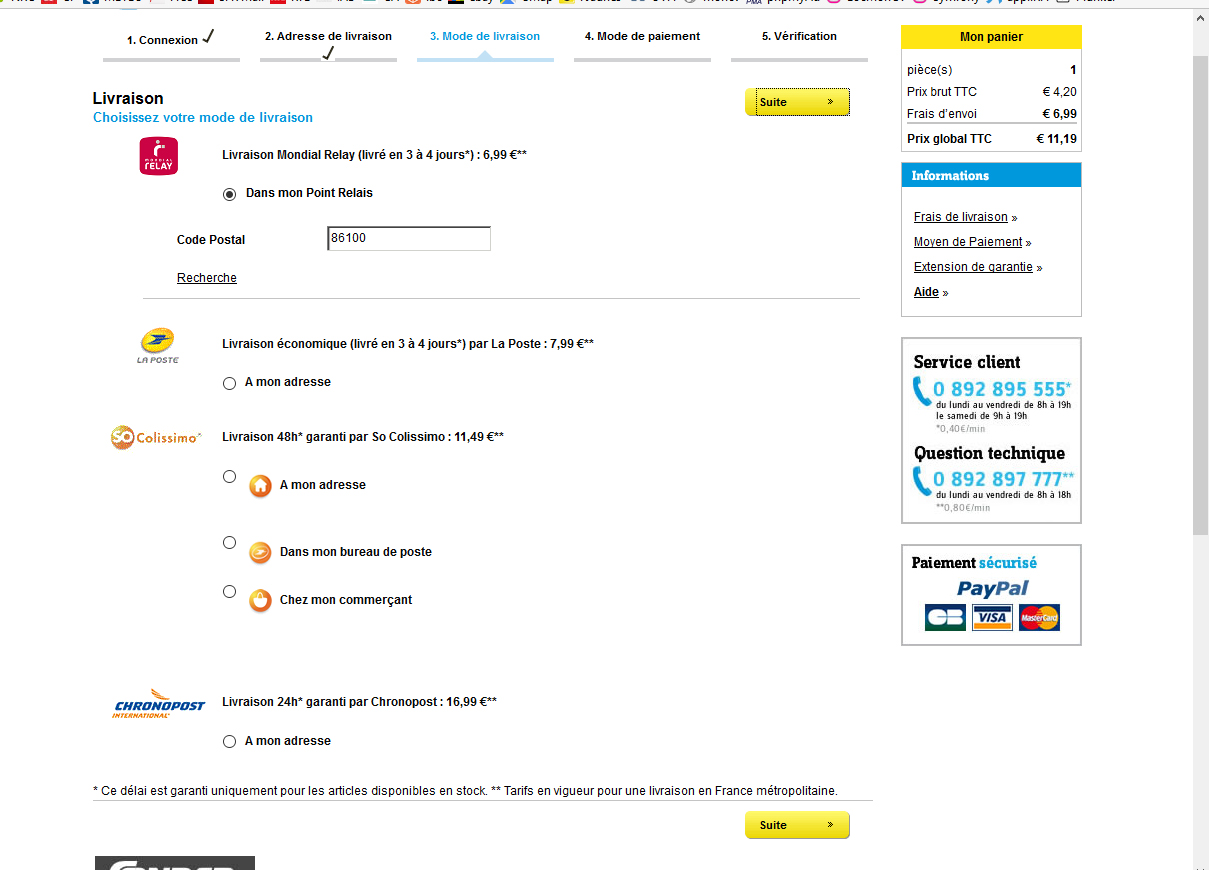 1. Connexion
2. Adresse de livraison
3. Mode de livraison
4. Mode de paiement
5. Vérification
Livraison
Choisissez votre mode de livraison
Suite »
MONDIAL
RELAY
Livraison Mondial Relay (livré en 3 à 4 jours*) : 6,99 €**
Dans mon Point Relais
Code Postal 86100
Recherche
LA POSTE
Livraison économique (livré en 3 à 4 jours*) par La Poste : 7,99 €**
A mon adresse
SO Colissimo
Livraison 48h* garanti par So Colissimo : 11,49 €**
A mon adresse
Dans mon bureau de poste
Chez mon commerçant
CHRONOPOST
INTERNATIONAL
Livraison 24h* garanti par Chronopost : 16,99 €**
A mon adresse
* Ce délai est garanti uniquement pour les articles disponibles en stock. ** Tarifs en vigueur pour une livraison en France métropolitaine.
Suite »
Mon panier
pièce(s) 1
Prix brut TTC € 4,20
Frais d'envoi € 6,99
Prix global TTC € 11,19
Informations
Frais de livraison »
Moyen de Paiement »
Extension de garantie »
Aide »
Service client
0 892 895 555*
du lundi au vendredi de 8h à 19h
le samedi de 9h à 19h
*0,40€/min
Question technique
0 892 897 777**
du lundi au vendredi de 8h à 18h
**0,80€/min
Paiement sécurisé
PayPal
CB VISA MasterCard